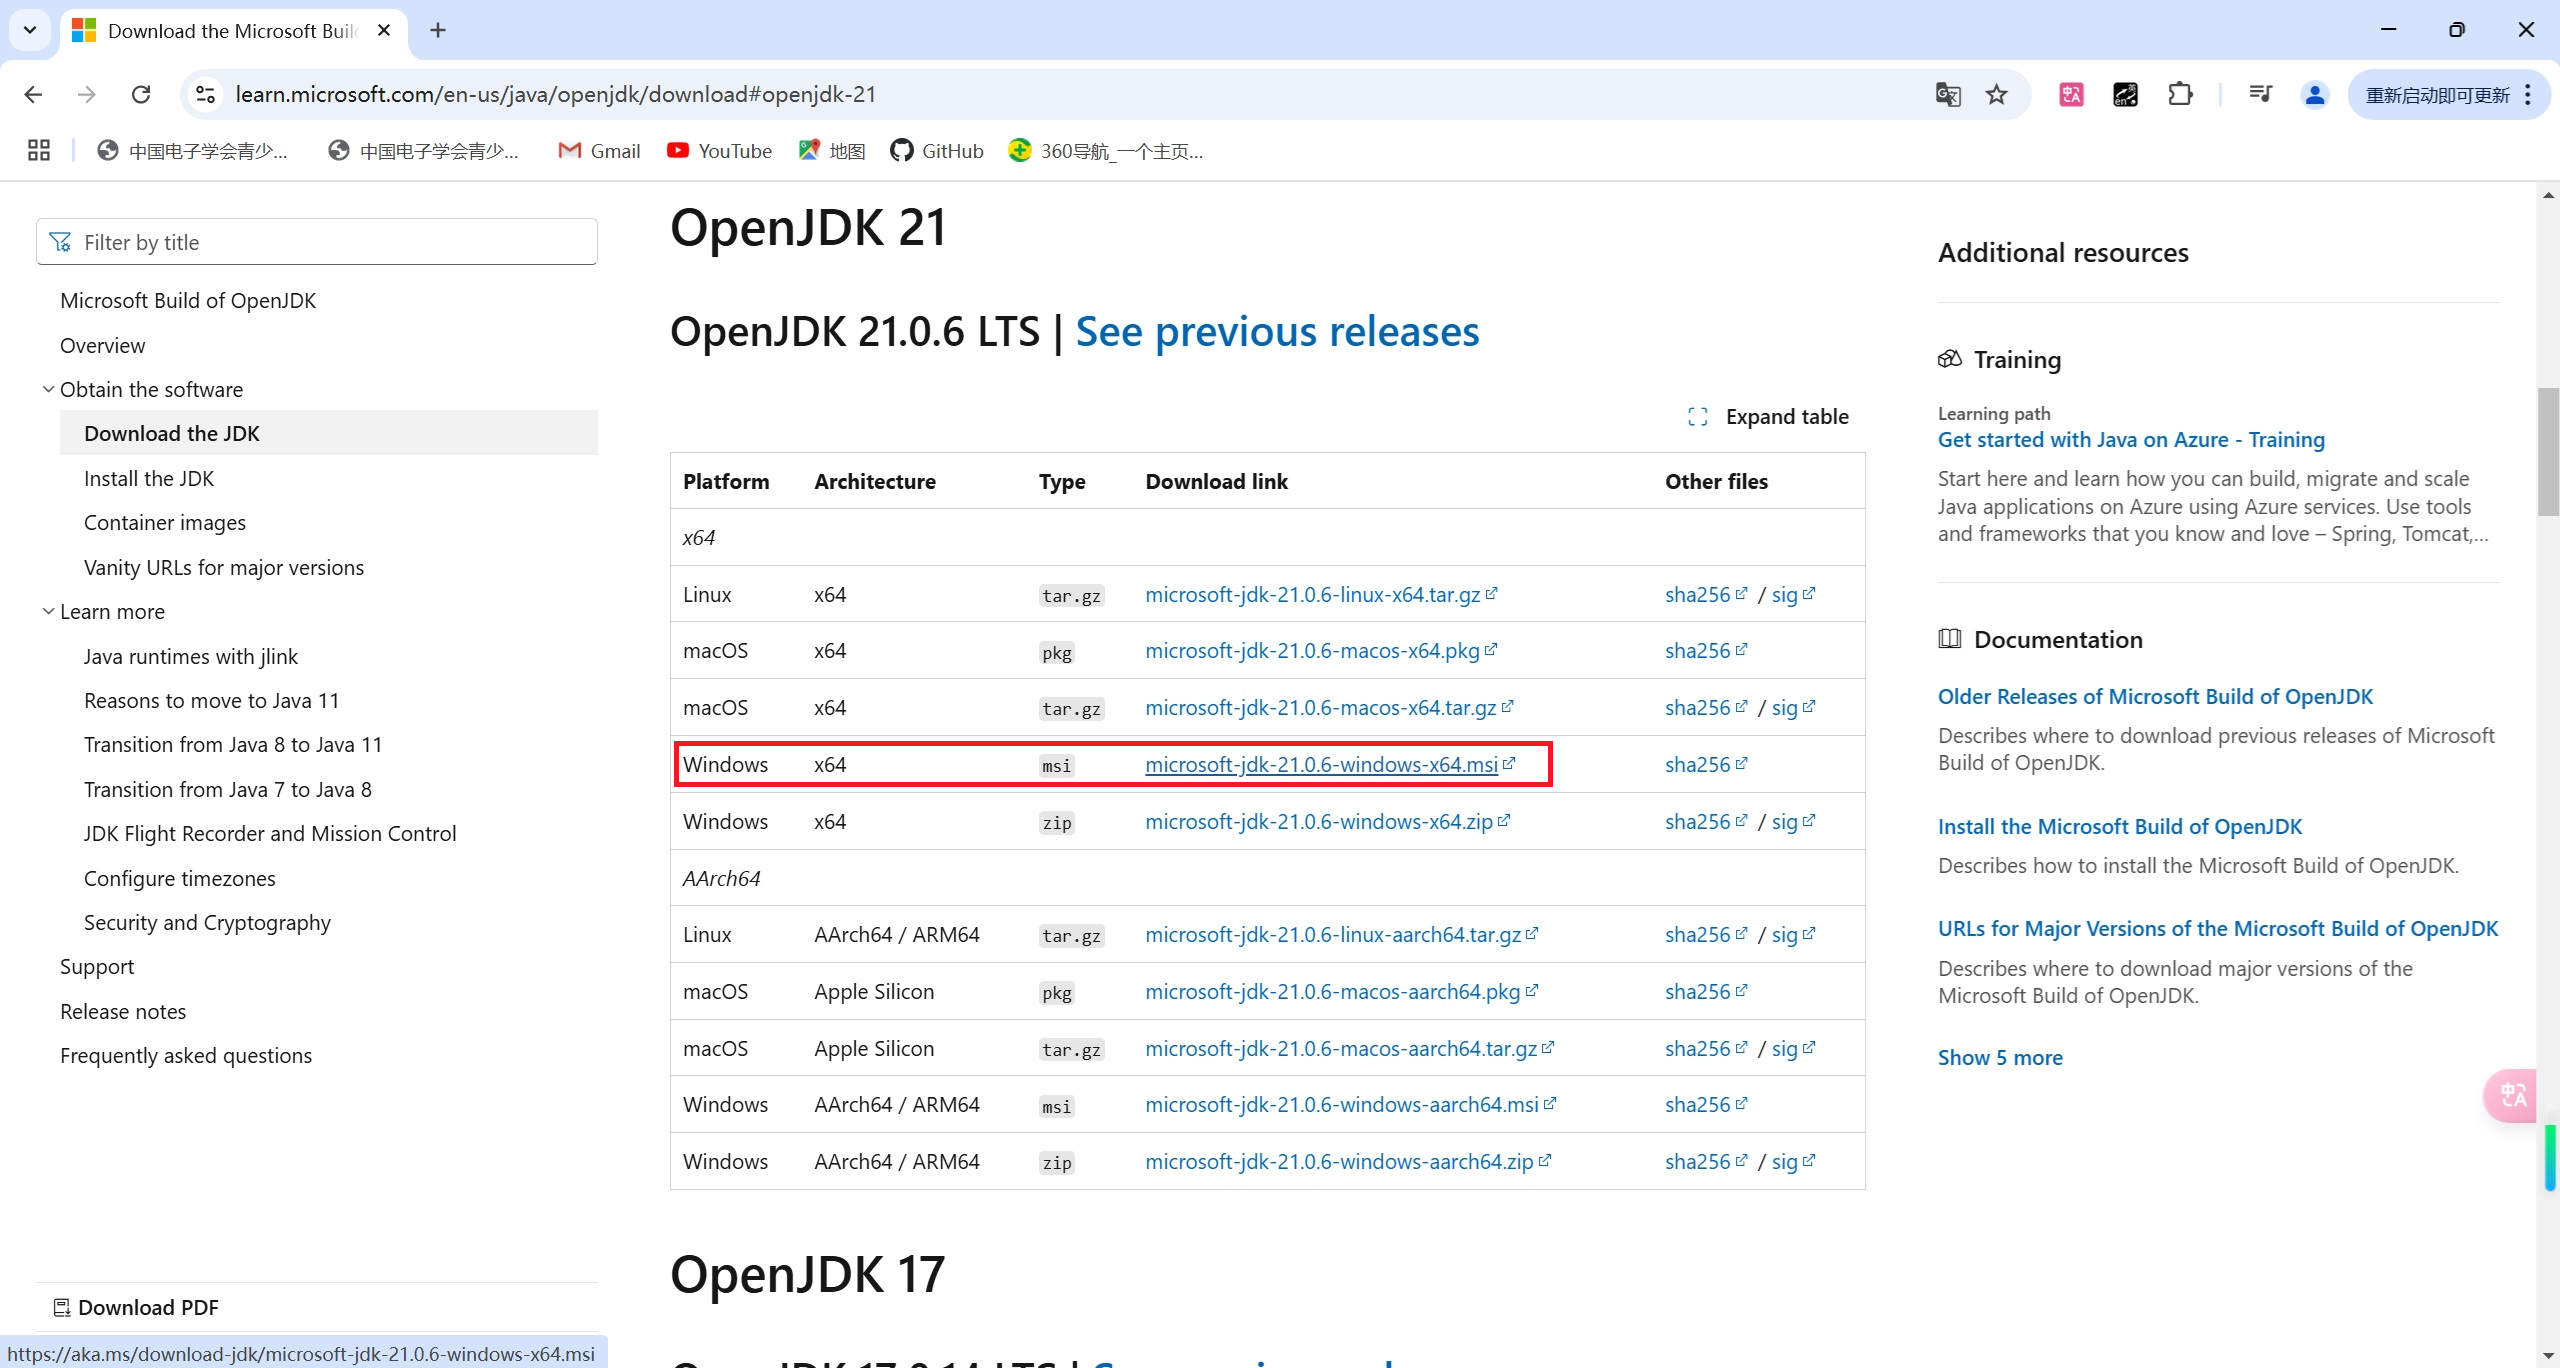 Download the Microsoft Buil
learn.microsoft.com/en-us/java/openjdk/download#openjdk-21
重新启动即可更新
中国电子学会青少...
中国电子学会青少...
Gmail
YouTube
地图
GitHub
360导航_一个主页...
Filter by title
Microsoft Build of OpenJDK
Overview
Obtain the software
Download the JDK
Install the JDK
Container images
Vanity URLs for major versions
Learn more
Java runtimes with jlink
Reasons to move to Java 11
Transition from Java 8 to Java 11
Transition from Java 7 to Java 8
JDK Flight Recorder and Mission Control
Configure timezones
Security and Cryptography
Support
Release notes
Frequently asked questions
Download PDF
https://aka.ms/download-jdk/microsoft-jdk-21.0.6-windows-x64.msi
OpenJDK 21
OpenJDK 21.0.6 LTS | See previous releases
Expand table
Platform Architecture Type Download link Other files
x64
Linux x64 tar.gz microsoft-jdk-21.0.6-linux-x64.tar.gz sha256 / sig
macOS x64 pkg microsoft-jdk-21.0.6-macos-x64.pkg sha256
macOS x64 tar.gz microsoft-jdk-21.0.6-macos-x64.tar.gz sha256 / sig
Windows x64 msi microsoft-jdk-21.0.6-windows-x64.msi sha256
Windows x64 zip microsoft-jdk-21.0.6-windows-x64.zip sha256 / sig
AArch64
Linux AArch64 / ARM64 tar.gz microsoft-jdk-21.0.6-linux-aarch64.tar.gz sha256 / sig
macOS Apple Silicon pkg microsoft-jdk-21.0.6-macos-aarch64.pkg sha256
macOS Apple Silicon tar.gz microsoft-jdk-21.0.6-macos-aarch64.tar.gz sha256 / sig
Windows AArch64 / ARM64 msi microsoft-jdk-21.0.6-windows-aarch64.msi sha256
Windows AArch64 / ARM64 zip microsoft-jdk-21.0.6-windows-aarch64.zip sha256 / sig
OpenJDK 17
Additional resources
Training
Learning path
Get started with Java on Azure - Training
Start here and learn how you can build, migrate and scale
Java applications on Azure using Azure services. Use tools
and frameworks that you know and love – Spring, Tomcat,...
Documentation
Older Releases of Microsoft Build of OpenJDK
Describes where to download previous releases of Microsoft
Build of OpenJDK.
Install the Microsoft Build of OpenJDK
Describes how to install the Microsoft Build of OpenJDK.
URLs for Major Versions of the Microsoft Build of OpenJDK
Describes where to download major versions of the
Microsoft Build of OpenJDK.
Show 5 more